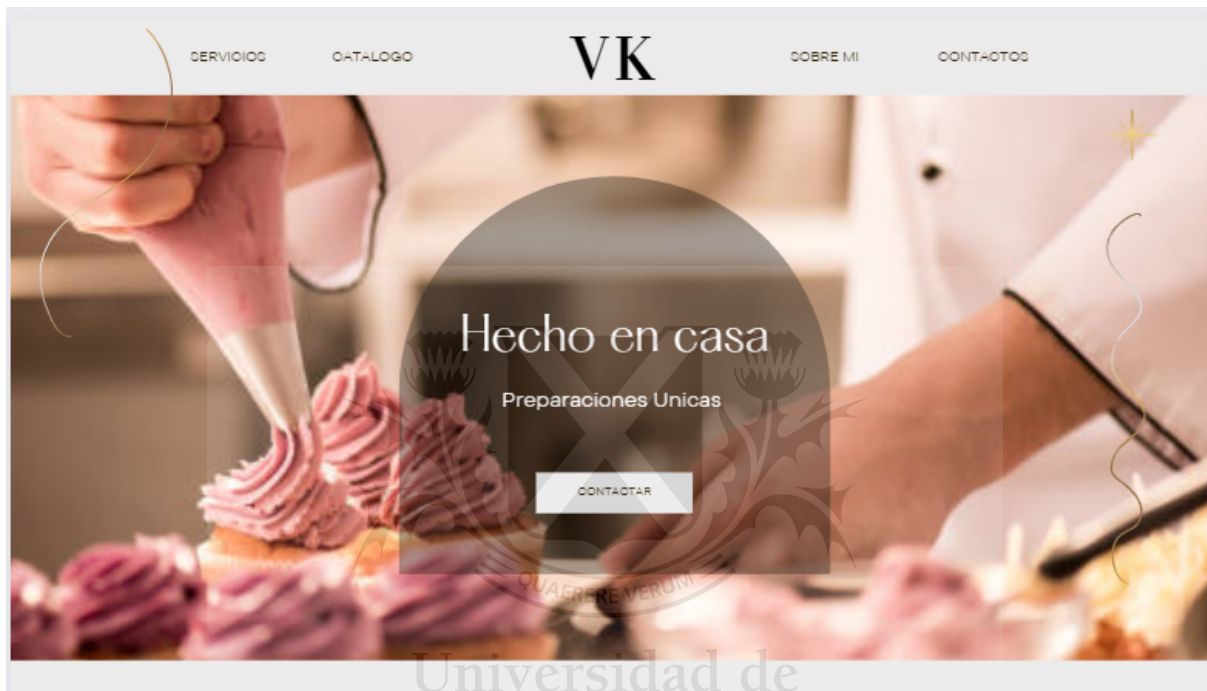 SERVICIOS CATALOGO VK SOBRE MI CONTACTOS
Hecho en casa
Preparaciones Unicas
CONTACTAR
QUAERERE VERUM
Universidad de